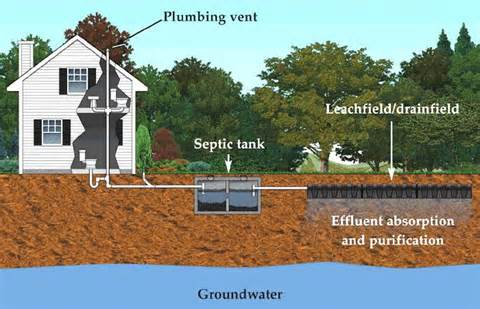 Plumbing vent
Leachfield/drainfield
Septic tank
Effluent absorption
and purification
Groundwater